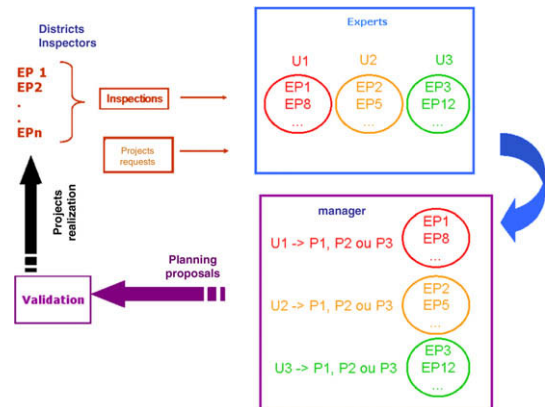 Districts
Inspectors
EP 1
EP2
.
.
EPn
Inspections
Projects
requests
Experts
U1 U2 U3
EP1 EP2 EP3
EP8 EP5 EP12
... ... ...
manager
U1 -> P1, P2 ou P3
EP1
EP8
...
U2 -> P1, P2 ou P3
EP2
EP5
...
U3 -> P1, P2 ou P3
EP3
EP12
...
Planning
proposals
Validation
Projects
realization